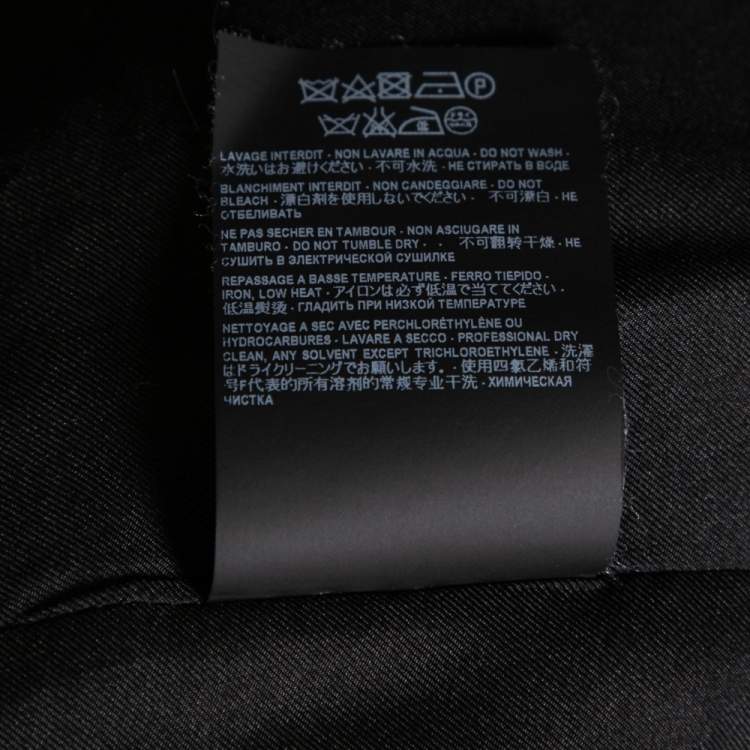 P
LAVAGE INTERDIT - NON LAVARE IN ACQUA - DO NOT WASH -
水洗いはお避けください · 不可水洗 - НЕ СТИРАТЬ В ВОДЕ
BLANCHIMENT INTERDIT - NON CANDEGGIARE - DO NOT
BLEACH - 漂白剤を使用しないでください · 不可漂白 - НЕ
ОТБЕЛИВАТЬ
NE PAS SECHER EN TAMBOUR - NON ASCIUGARE IN
TAMBURO - DO NOT TUMBLE DRY - · 不可翻转干燥 - НЕ
СУШИТЬ В ЭЛЕКТРИЧЕСКОЙ СУШИЛКЕ
REPASSAGE A BASSE TEMPERATURE - FERRO TIEPIDO -
IRON, LOW HEAT - アイロンは必ず低温で当ててください ·
低温熨烫 - ГЛАДИТЬ ПРИ НИЗКОЙ ТЕМПЕРАТУРЕ
NETTOYAGE A SEC AVEC PERCHLORÉTHYLÈNE OU
HYDROCARBURES - LAVARE A SECCO - PROFESSIONAL DRY
CLEAN, ANY SOLVENT EXCEPT TRICHLOROETHYLENE - 洗濯
はドライクリーニングでお願いします. · 使用四氯乙烯和符
号F代表的所有溶剂的常规专业干洗 - ХИМИЧЕСКАЯ
ЧИСТКА